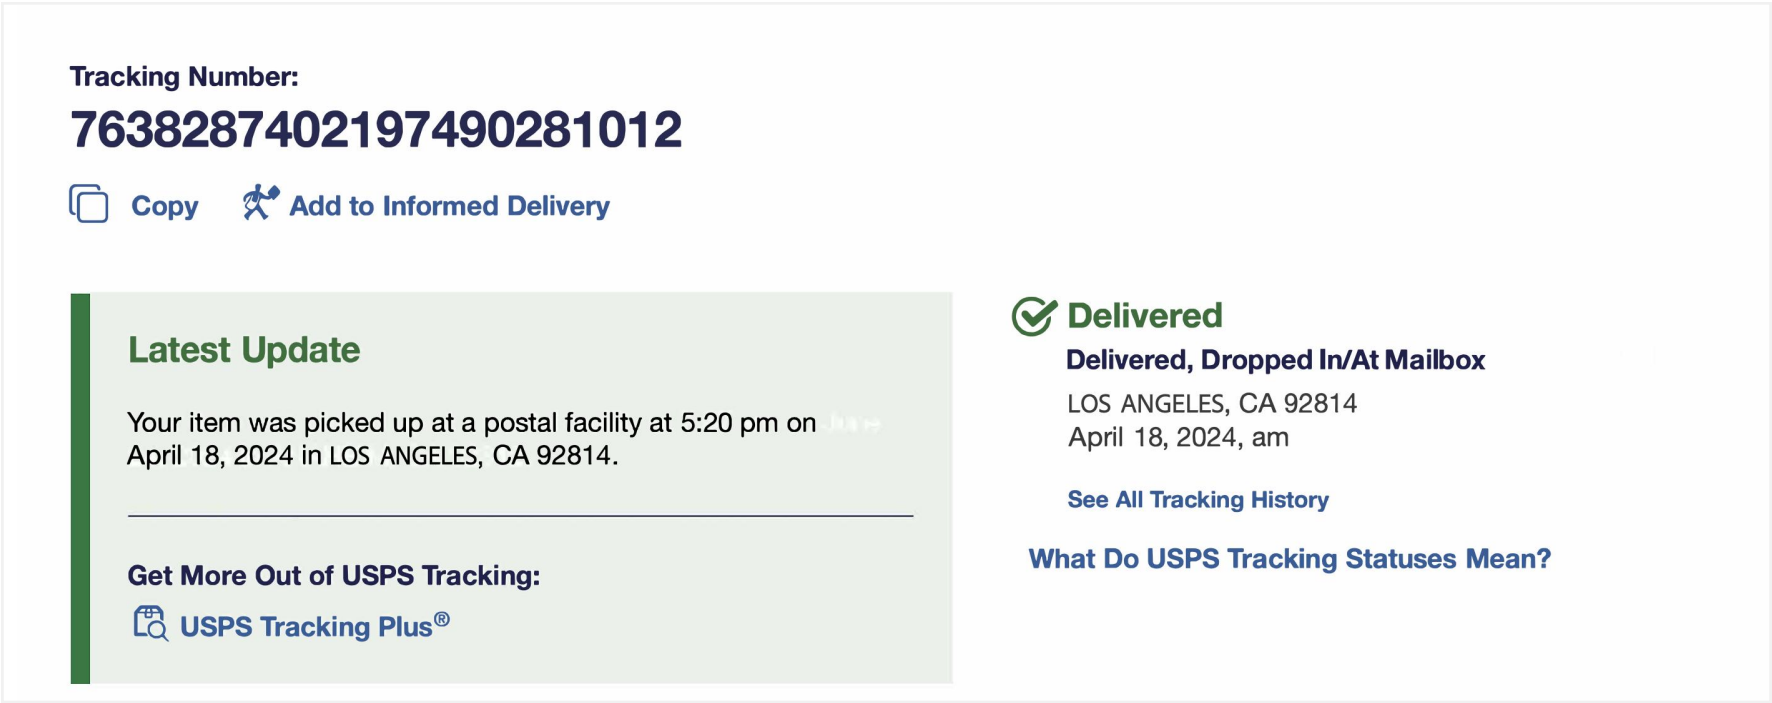 Tracking Number:
7638287402197490281012
Copy
Add to Informed Delivery
Latest Update
Your item was picked up at a postal facility at 5:20 pm on
April 18, 2024 in LOS ANGELES, CA 92814.
Get More Out of USPS Tracking:
USPS Tracking Plus®
Delivered
Delivered, Dropped In/At Mailbox
LOS ANGELES, CA 92814
April 18, 2024, am
See All Tracking History
What Do USPS Tracking Statuses Mean?